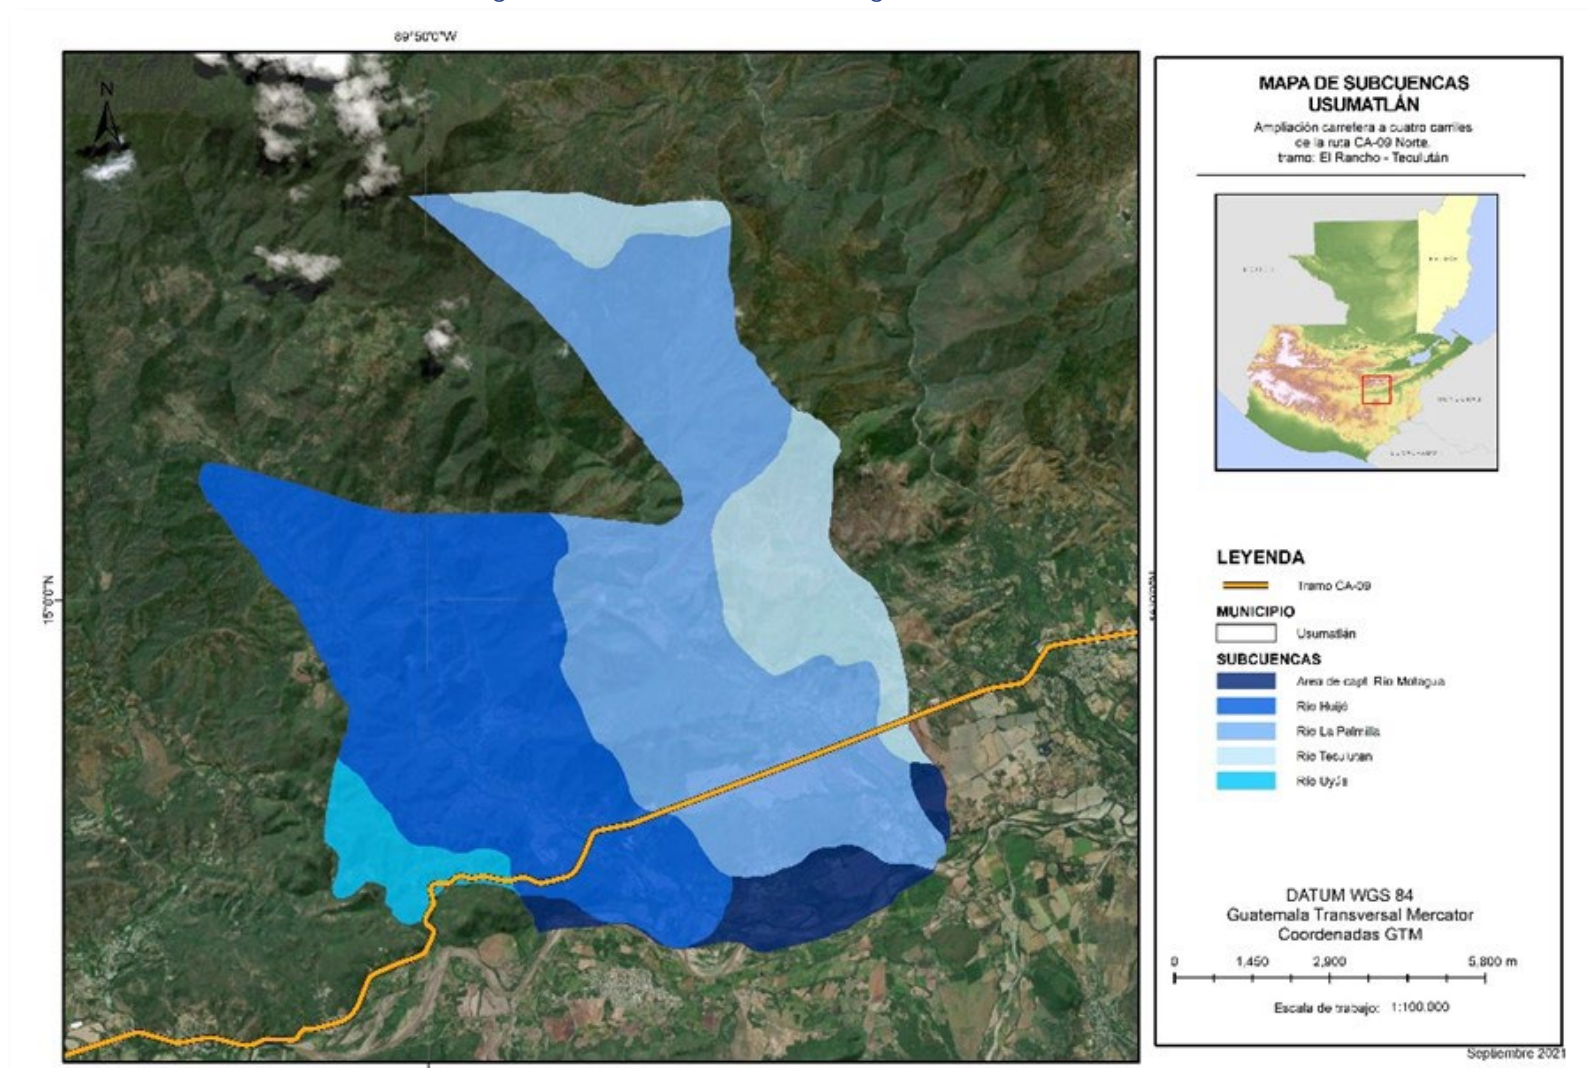 89°50'0"W
N
15°0'0"N
MAPA DE SUBCUENCAS
USUMATLÁN
Ampliación carretera a cuatro carriles
de la ruta CA-09 Norte,
tramo: El Rancho - Teculután
LEYENDA
Tramo CA-09
MUNICIPIO
Usumatlán
SUBCUENCAS
Area de capt. Río Motagua
Río Huijó
Río La Palmilla
Río Teculutan
Río Uyús
DATUM WGS 84
Guatemala Transversal Mercator
Coordenadas GTM
0 1,450 2,900 5,800 m
Escala de trabajo: 1:100,000
Septiembre 2021